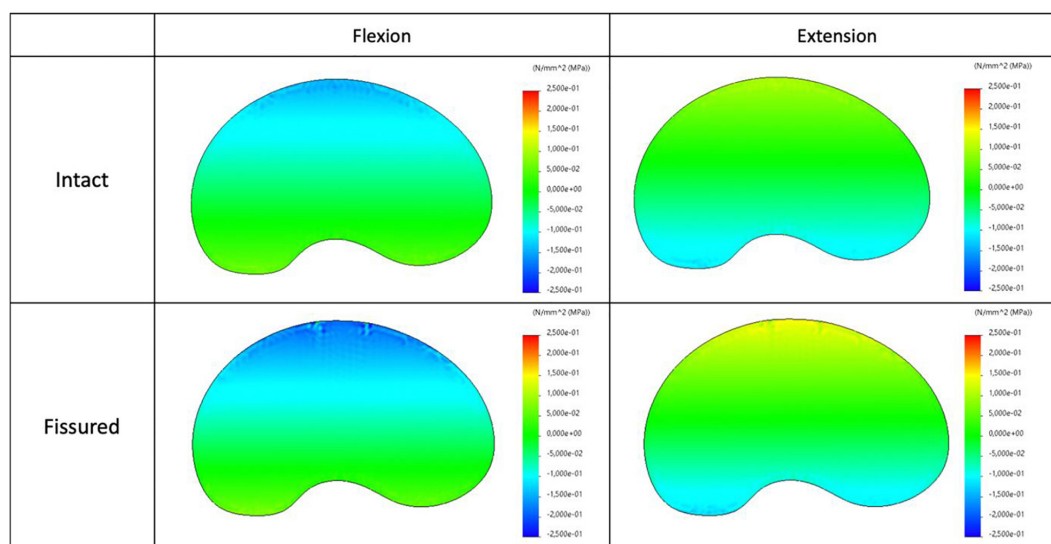 Flexion
Extension
Intact
(N/mm^2 (MPa))
2,500e-01
2,000e-01
1,500e-01
1,000e-01
5,000e-02
0,000e+00
-5,000e-02
-1,000e-01
-1,500e-01
-2,000e-01
-2,500e-01
(N/mm^2 (MPa))
2,500e-01
2,000e-01
1,500e-01
1,000e-01
5,000e-02
0,000e+00
-5,000e-02
-1,000e-01
-1,500e-01
-2,000e-01
-2,500e-01
Fissured
(N/mm^2 (MPa))
2,500e-01
2,000e-01
1,500e-01
1,000e-01
5,000e-02
0,000e+00
-5,000e-02
-1,000e-01
-1,500e-01
-2,000e-01
-2,500e-01
(N/mm^2 (MPa))
2,500e-01
2,000e-01
1,500e-01
1,000e-01
5,000e-02
0,000e+00
-5,000e-02
-1,000e-01
-1,500e-01
-2,000e-01
-2,500e-01